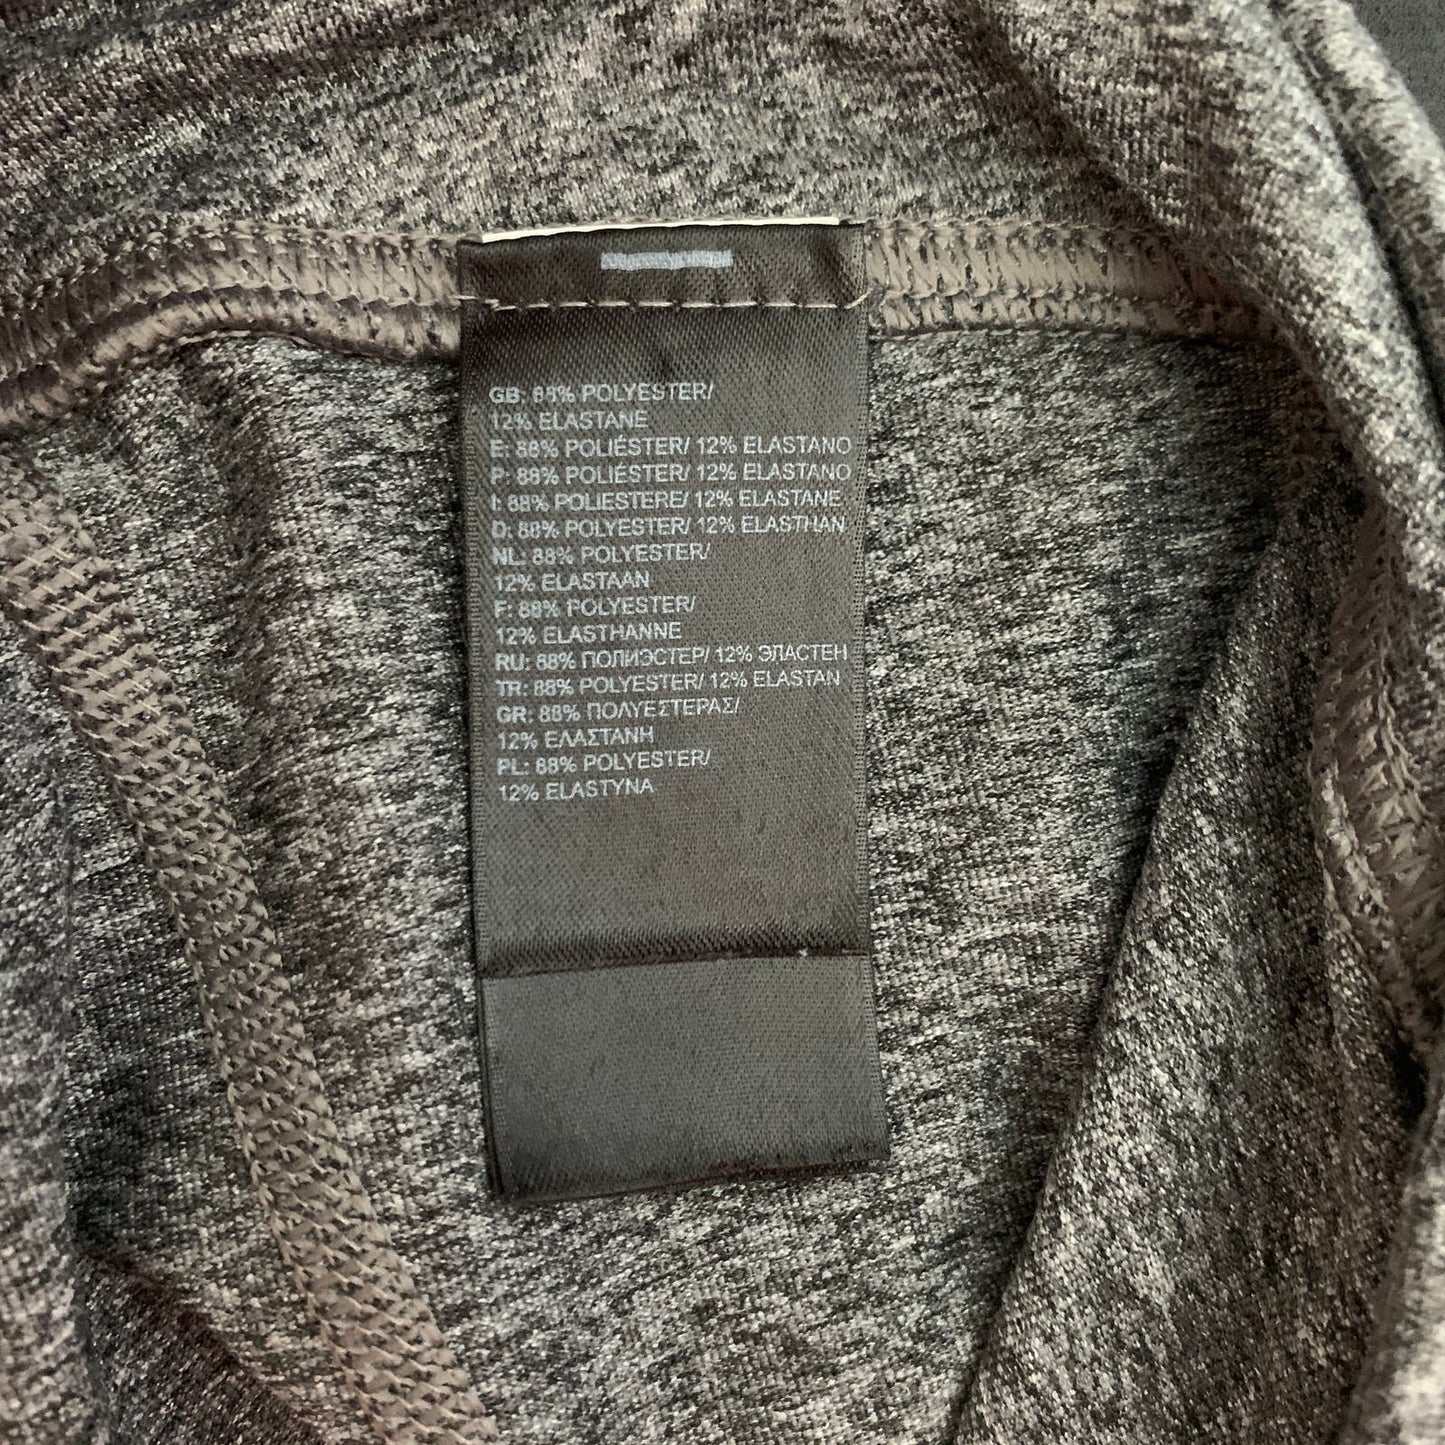 GB: 88% POLYESTER/
12% ELASTANE
E: 88% POLIÉSTER/ 12% ELASTANO
P: 88% POLIÉSTER/ 12% ELASTANO
I: 88% POLIESTERE/ 12% ELASTANE
D: 88% POLYESTER/ 12% ELASTHAN
NL: 88% POLYESTER/
12% ELASTAAN
F: 88% POLYESTER/
12% ELASTHANNE
RU: 88% ПОЛИЭСТЕР/ 12% ЭЛАСТЕН
TR: 88% POLYESTER/ 12% ELASTAN
GR: 88% ΠΟΛΥΕΣΤΕΡΑΣ/
12% ΕΛΑΣΤΑΝΗ
PL: 88% POLYESTER/
12% ELASTYNA